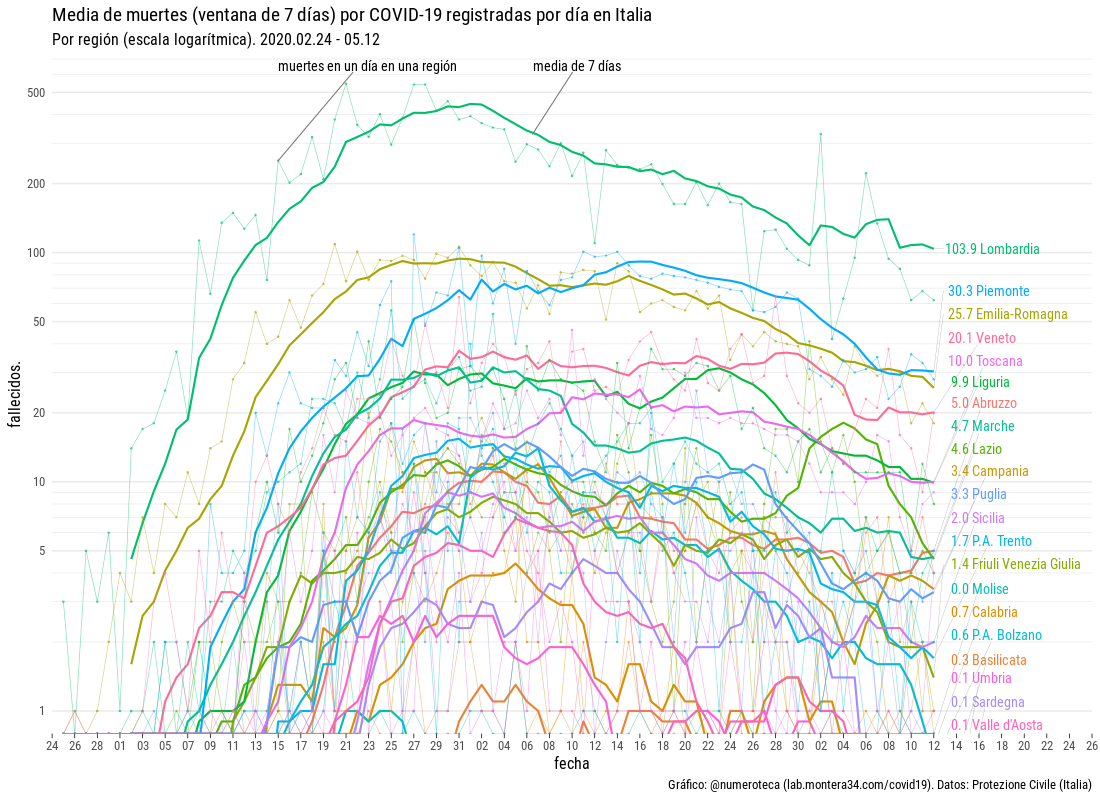 Media de muertes (ventana de 7 días) por COVID-19 registradas por día en Italia
Por región (escala logarítmica). 2020.02.24 - 05.12
muertes en un día en una región media de 7 días
500
200
100
50
20
10
5
1
fallecidos.
103.9 Lombardia
30.3 Piemonte
25.7 Emilia-Romagna
20.1 Veneto
10.0 Toscana
9.9 Liguria
5.0 Abruzzo
4.7 Marche
4.6 Lazio
3.4 Campania
3.3 Puglia
2.0 Sicilia
1.7 P.A. Trento
1.4 Friuli Venezia Giulia
0.0 Molise
0.7 Calabria
0.6 P.A. Bolzano
0.3 Basilicata
0.1 Umbria
0.1 Sardegna
0.1 Valle d'Aosta
24 26 28 01 03 05 07 09 11 13 15 17 19 21 23 25 27 29 31 02 04 06 08 10 12 14 16 18 20 22 24 26 28 30 02 04 06 08 10 12 14 16 18 20 22 24 26
fecha
Gráfico: @numeroteca (lab.montera34.com/covid19). Datos: Protezione Civile (Italia)